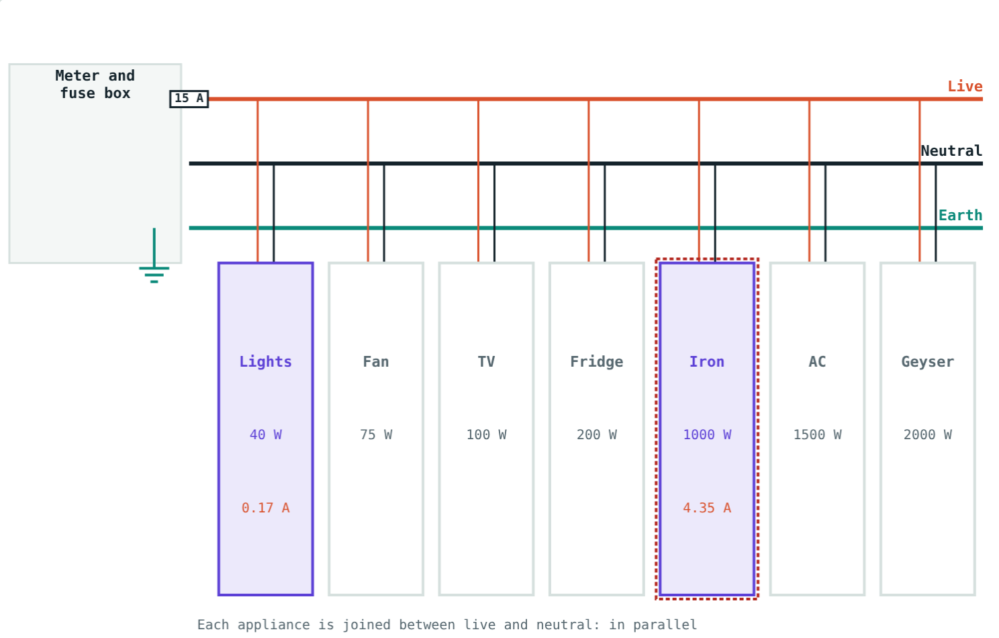 Meter and
fuse box
15 A
Live
Neutral
Earth
Lights
Fan
TV
Fridge
Iron
AC
Geyser
40 W
75 W
100 W
200 W
1000 W
1500 W
2000 W
0.17 A
4.35 A
Each appliance is joined between live and neutral: in parallel